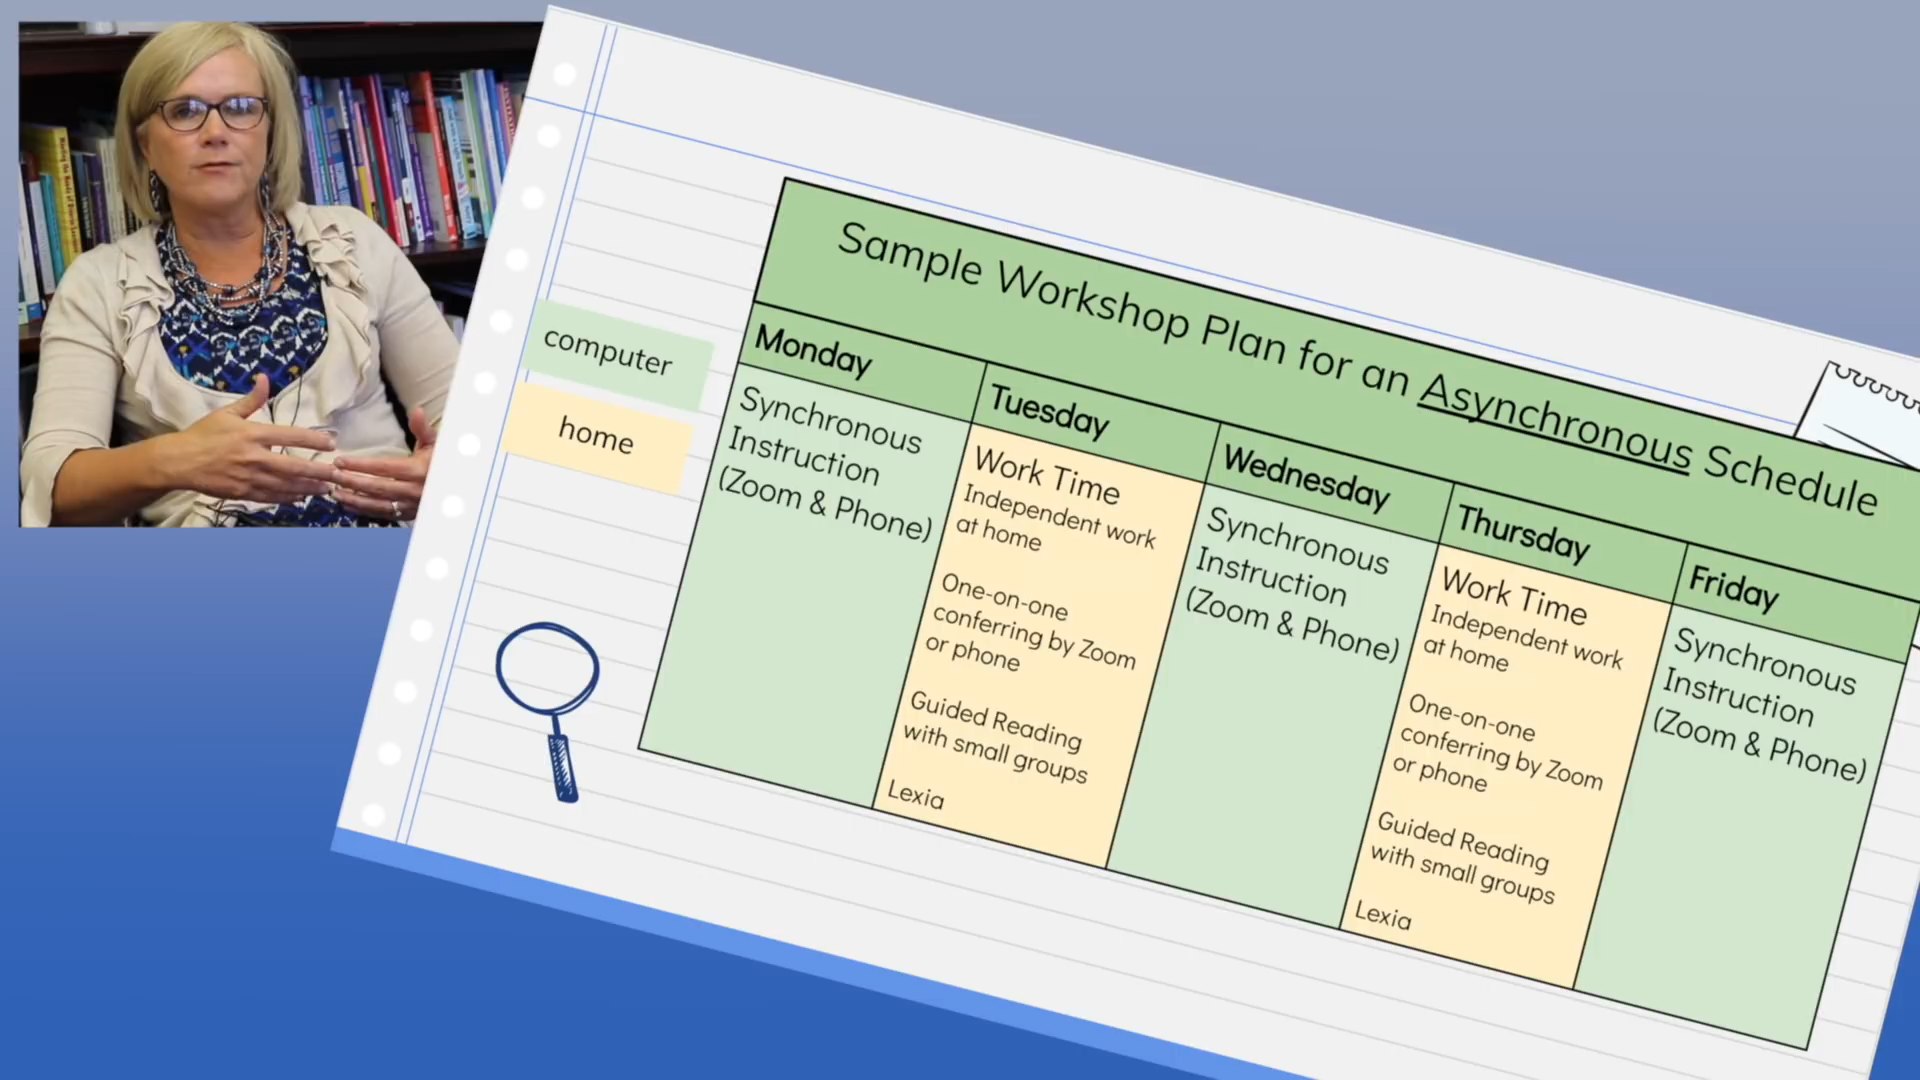 Sample Workshop Plan for an Asynchronous Schedule
computer
home
Monday
Synchronous
Instruction
(Zoom & Phone)
Tuesday
Work Time
Independent work
at home
One-on-one
conferring by Zoom
or phone
Guided Reading
with small groups
Lexia
Wednesday
Synchronous
Instruction
(Zoom & Phone)
Thursday
Work Time
Independent work
at home
One-on-one
conferring by Zoom
or phone
Guided Reading
with small groups
Lexia
Friday
Synchronous
Instruction
(Zoom & Phone)